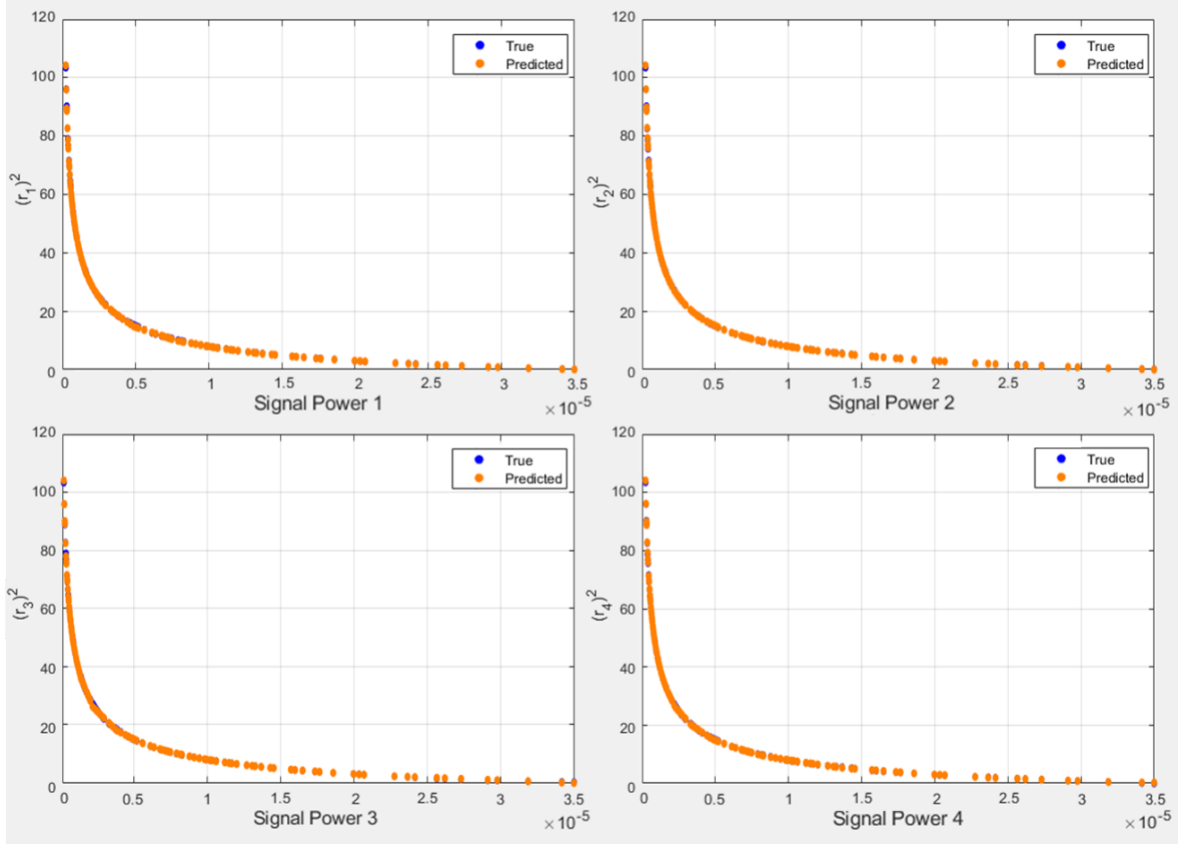 120
100
80
60
40
20
0
(r₁)²
True
Predicted
0 0.5 1 1.5 2 2.5 3 3.5
Signal Power 1
×10⁻⁵
120
100
80
60
40
20
0
(r₂)²
True
Predicted
0 0.5 1 1.5 2 2.5 3 3.5
Signal Power 2
×10⁻⁵
120
100
80
60
40
20
0
(r₃)²
True
Predicted
0 0.5 1 1.5 2 2.5 3 3.5
Signal Power 3
×10⁻⁵
120
100
80
60
40
20
0
(r₄)²
True
Predicted
0 0.5 1 1.5 2 2.5 3 3.5
Signal Power 4
×10⁻⁵